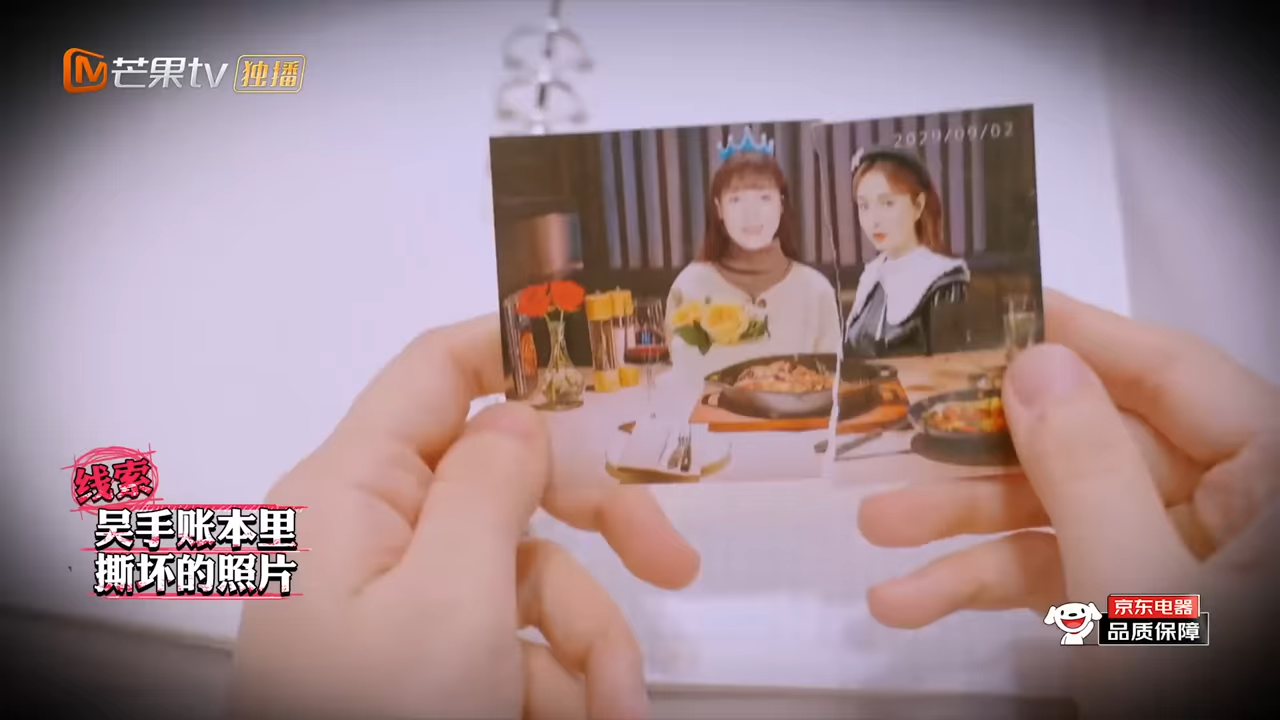 芒果tv 独播
2029/09/02
线索
吴手账本里
撕坏的照片
京东电器
品质保障